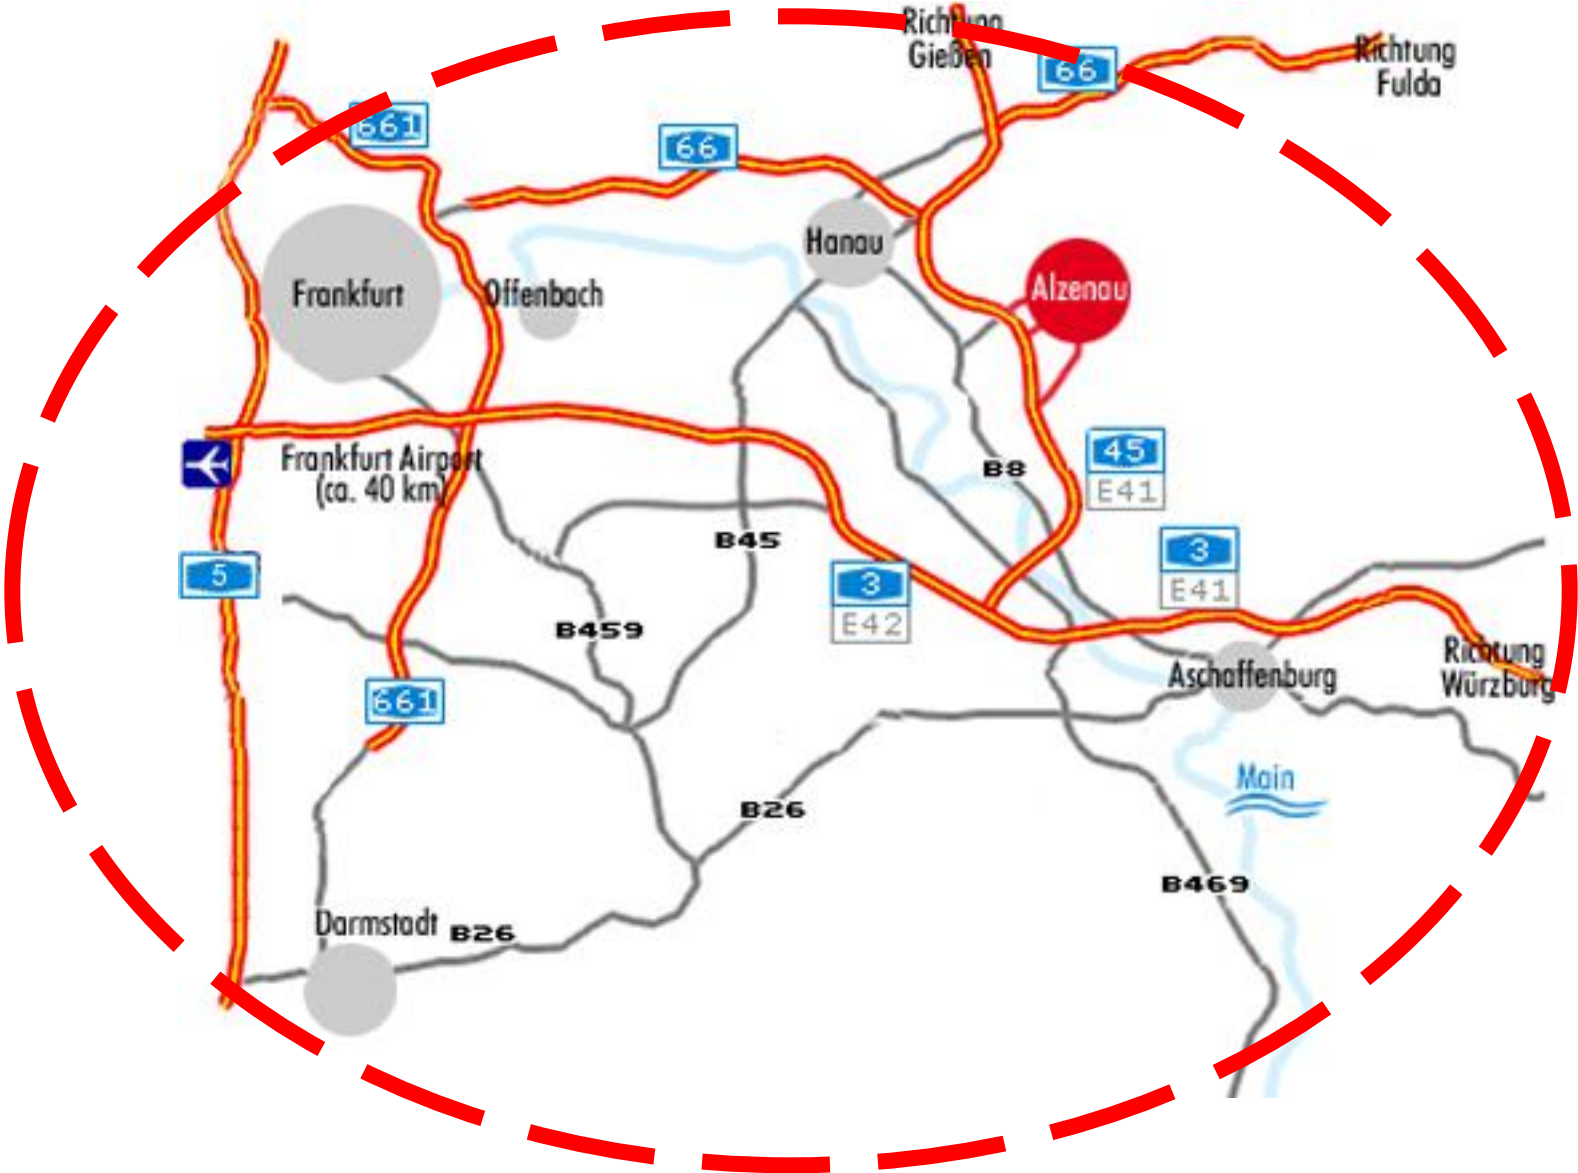 Richtung
Gießen
66
Richtung
Fulda
661
66
Hanau
Frankfurt
Offenbach
Alzenau
Frankfurt Airport
(ca. 40 km)
B8
45
E41
B45
3
E41
5
3
E42
B459
Richtung
Würzburg
Aschaffenburg
661
Main
B26
B469
Darmstadt
B26